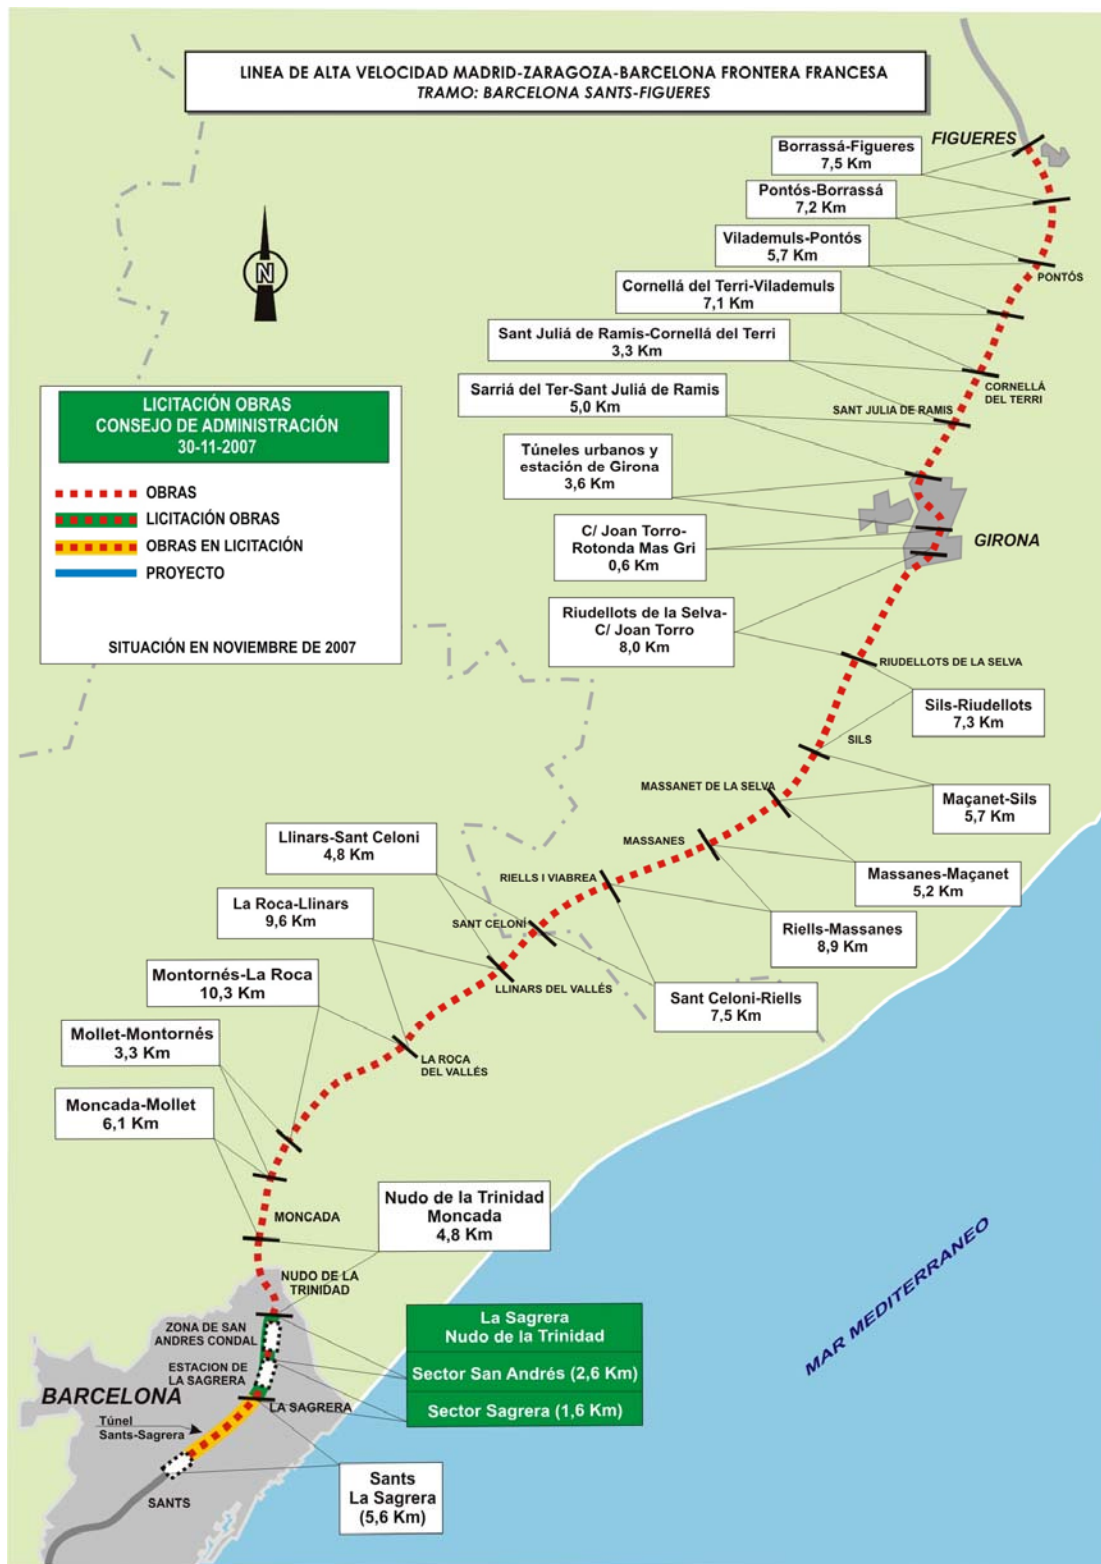 LINEA DE ALTA VELOCIDAD MADRID-ZARAGOZA-BARCELONA FRONTERA FRANCESA
TRAMO: BARCELONA SANTS-FIGUERES
FIGUERES
Borrassá-Figueres
7,5 Km
Pontós-Borrassá
7,2 Km
Vilademuls-Pontós
5,7 Km
PONTÓS
Cornellá del Terri-Vilademuls
7,1 Km
N
Sant Juliá de Ramis-Cornellá del Terri
3,3 Km
CORNELLÁ
DEL TERRI
Sarriá del Ter-Sant Juliá de Ramis
5,0 Km
SANT JULIA DE RAMIS
LICITACIÓN OBRAS
CONSEJO DE ADMINISTRACIÓN
30-11-2007
OBRAS
LICITACIÓN OBRAS
OBRAS EN LICITACIÓN
PROYECTO
SITUACIÓN EN NOVIEMBRE DE 2007
Túneles urbanos y
estación de Girona
3,6 Km
C/ Joan Torro-
Rotonda Mas Gri
0,6 Km
GIRONA
Riudellots de la Selva-
C/ Joan Torro
8,0 Km
RIUDELLOTS DE LA SELVA
Sils-Riudellots
7,3 Km
SILS
MASSANET DE LA SELVA
Maçanet-Sils
5,7 Km
Llinars-Sant Celoni
4,8 Km
MASSANES
Massanes-Maçanet
5,2 Km
RIELLS I VIABREA
La Roca-Llinars
9,6 Km
SANT CELONÍ
Riells-Massanes
8,9 Km
Montornés-La Roca
10,3 Km
LLINARS DEL VALLÉS
Sant Celoni-Riells
7,5 Km
Mollet-Montornés
3,3 Km
LA ROCA
DEL VALLÉS
Moncada-Mollet
6,1 Km
MONCADA
Nudo de la Trinidad
Moncada
4,8 Km
NUDO DE LA
TRINIDAD
ZONA DE SAN
ANDRES CONDAL
La Sagrera
Nudo de la Trinidad
Sector San Andrés (2,6 Km)
Sector Sagrera (1,6 Km)
ESTACION DE
LA SAGRERA
BARCELONA
LA SAGRERA
Túnel
Sants-Sagrera
Sants
La Sagrera
(5,6 Km)
SANTS
MAR MEDITERRANEO